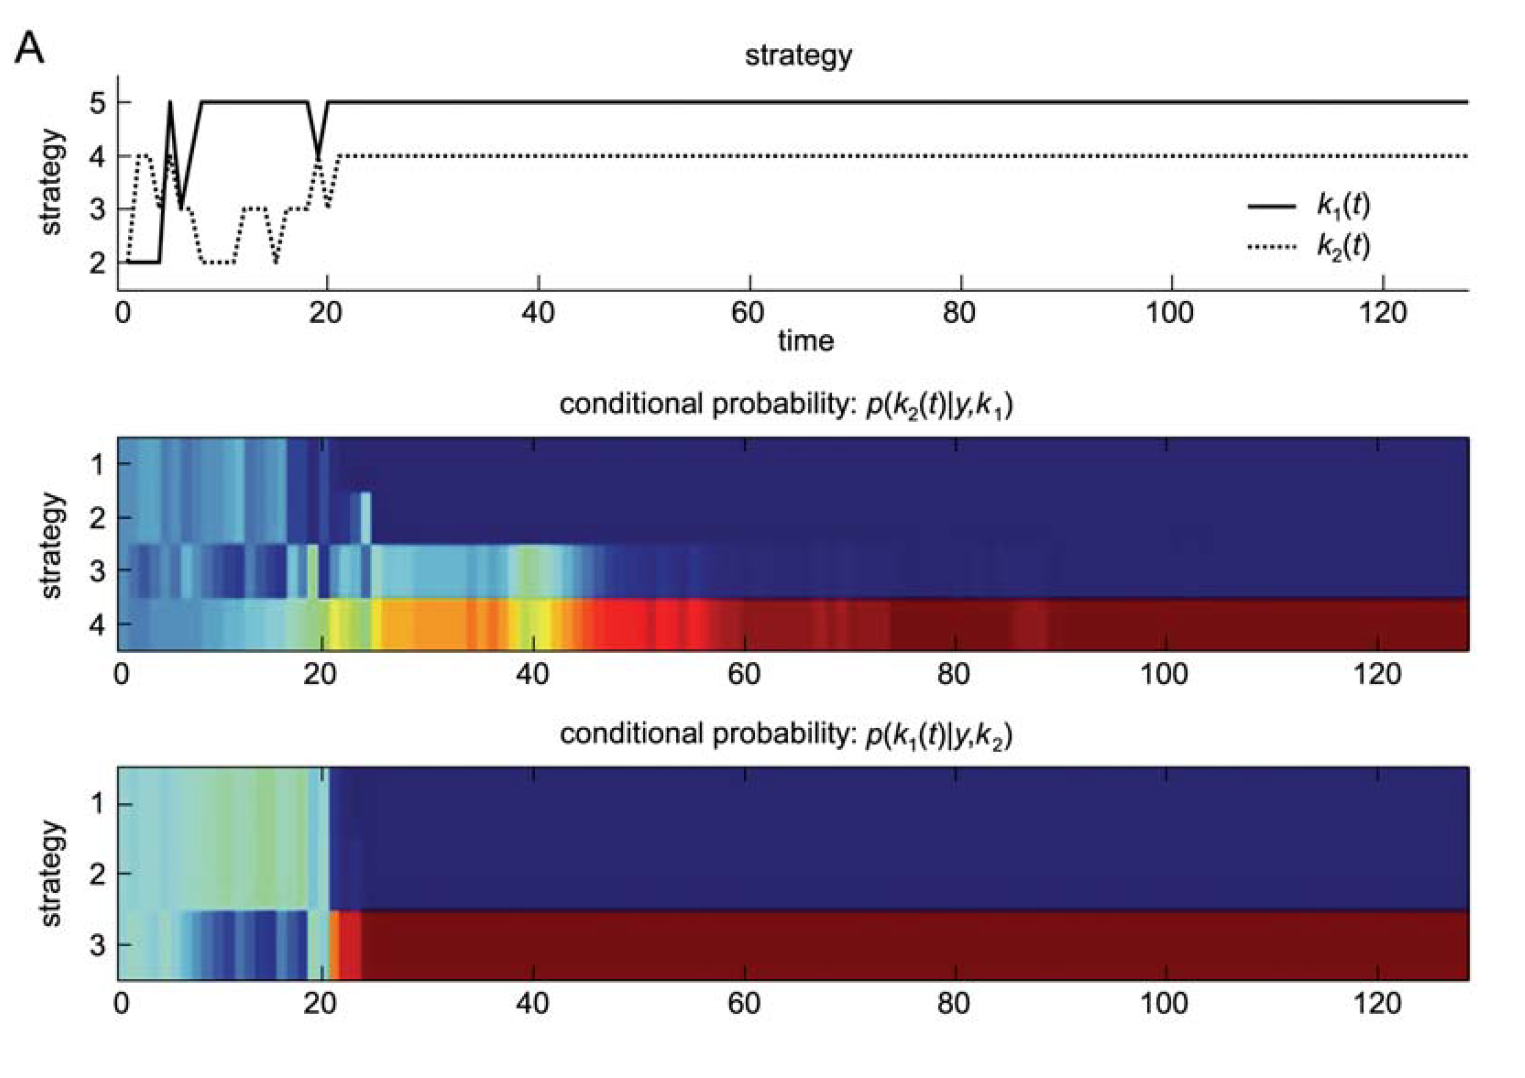 A
strategy
strategy
5
4
3
2
k₁(t)
k₂(t)
0 20 40 60 80 100 120
time
conditional probability: p(k₂(t)|y,k₁)
strategy
1
2
3
4
0 20 40 60 80 100 120
conditional probability: p(k₁(t)|y,k₂)
strategy
1
2
3
0 20 40 60 80 100 120